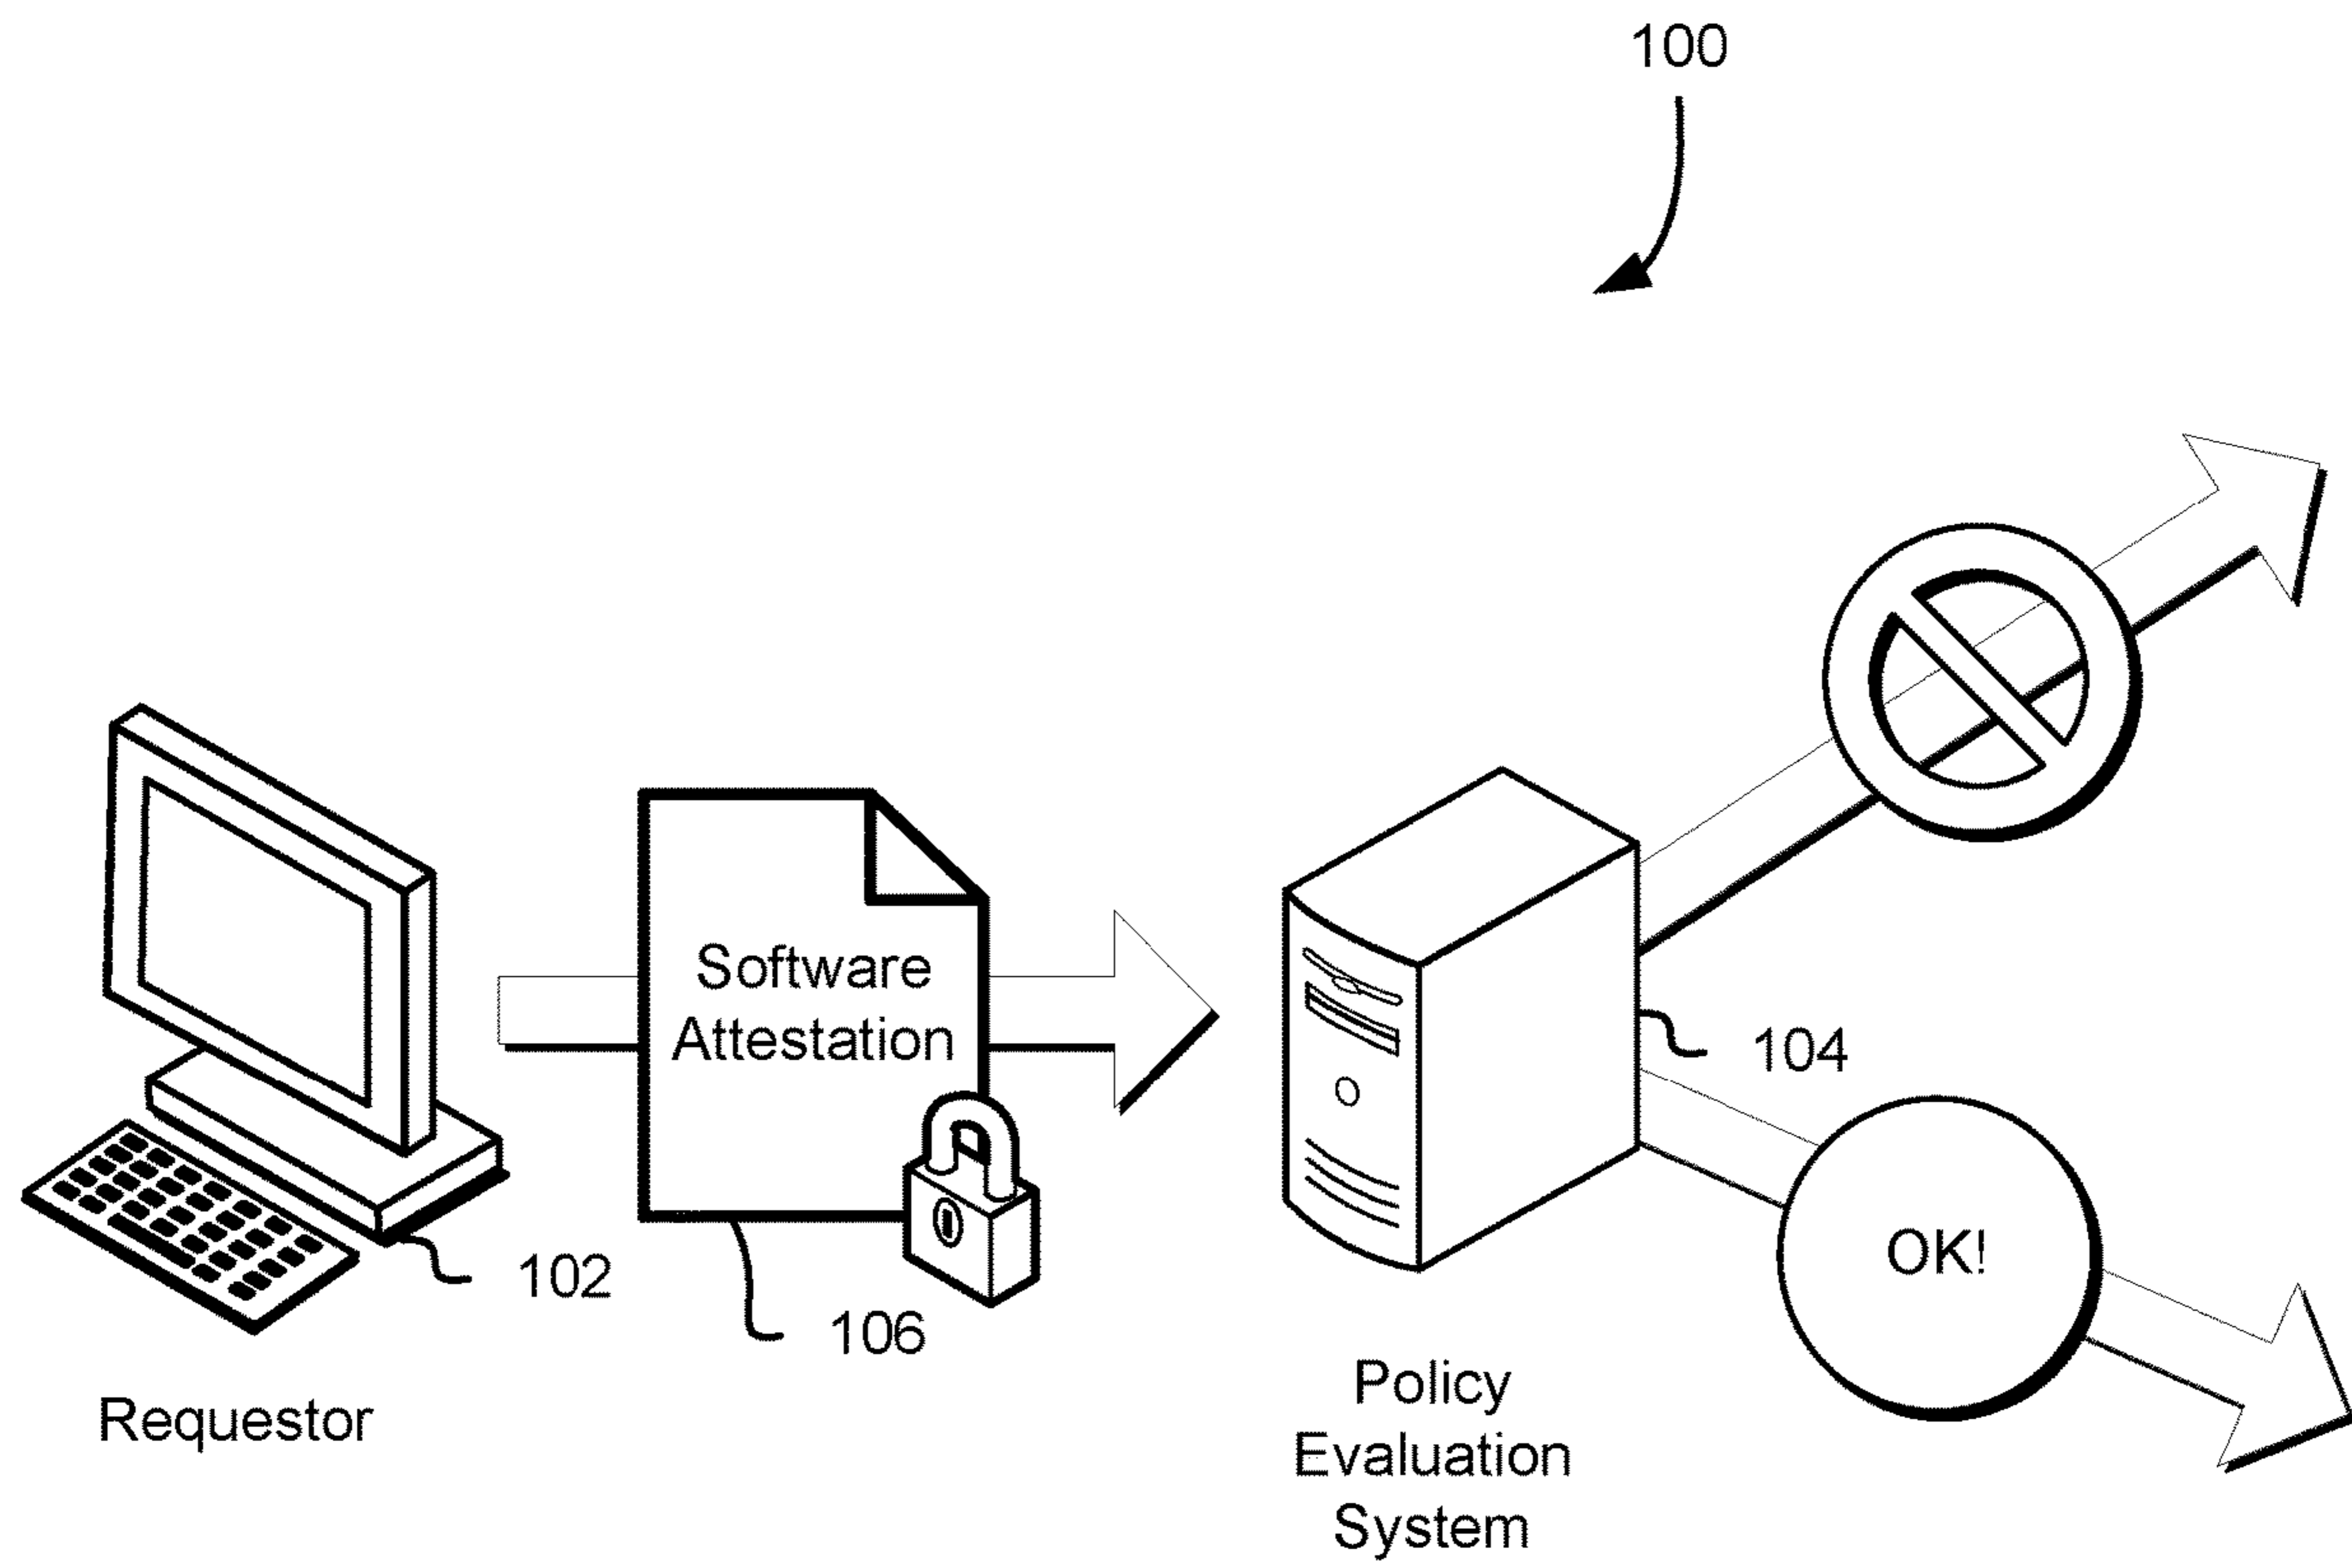 100
Software
Attestation
104
OK!
102
106
Requestor
Policy
Evaluation
System